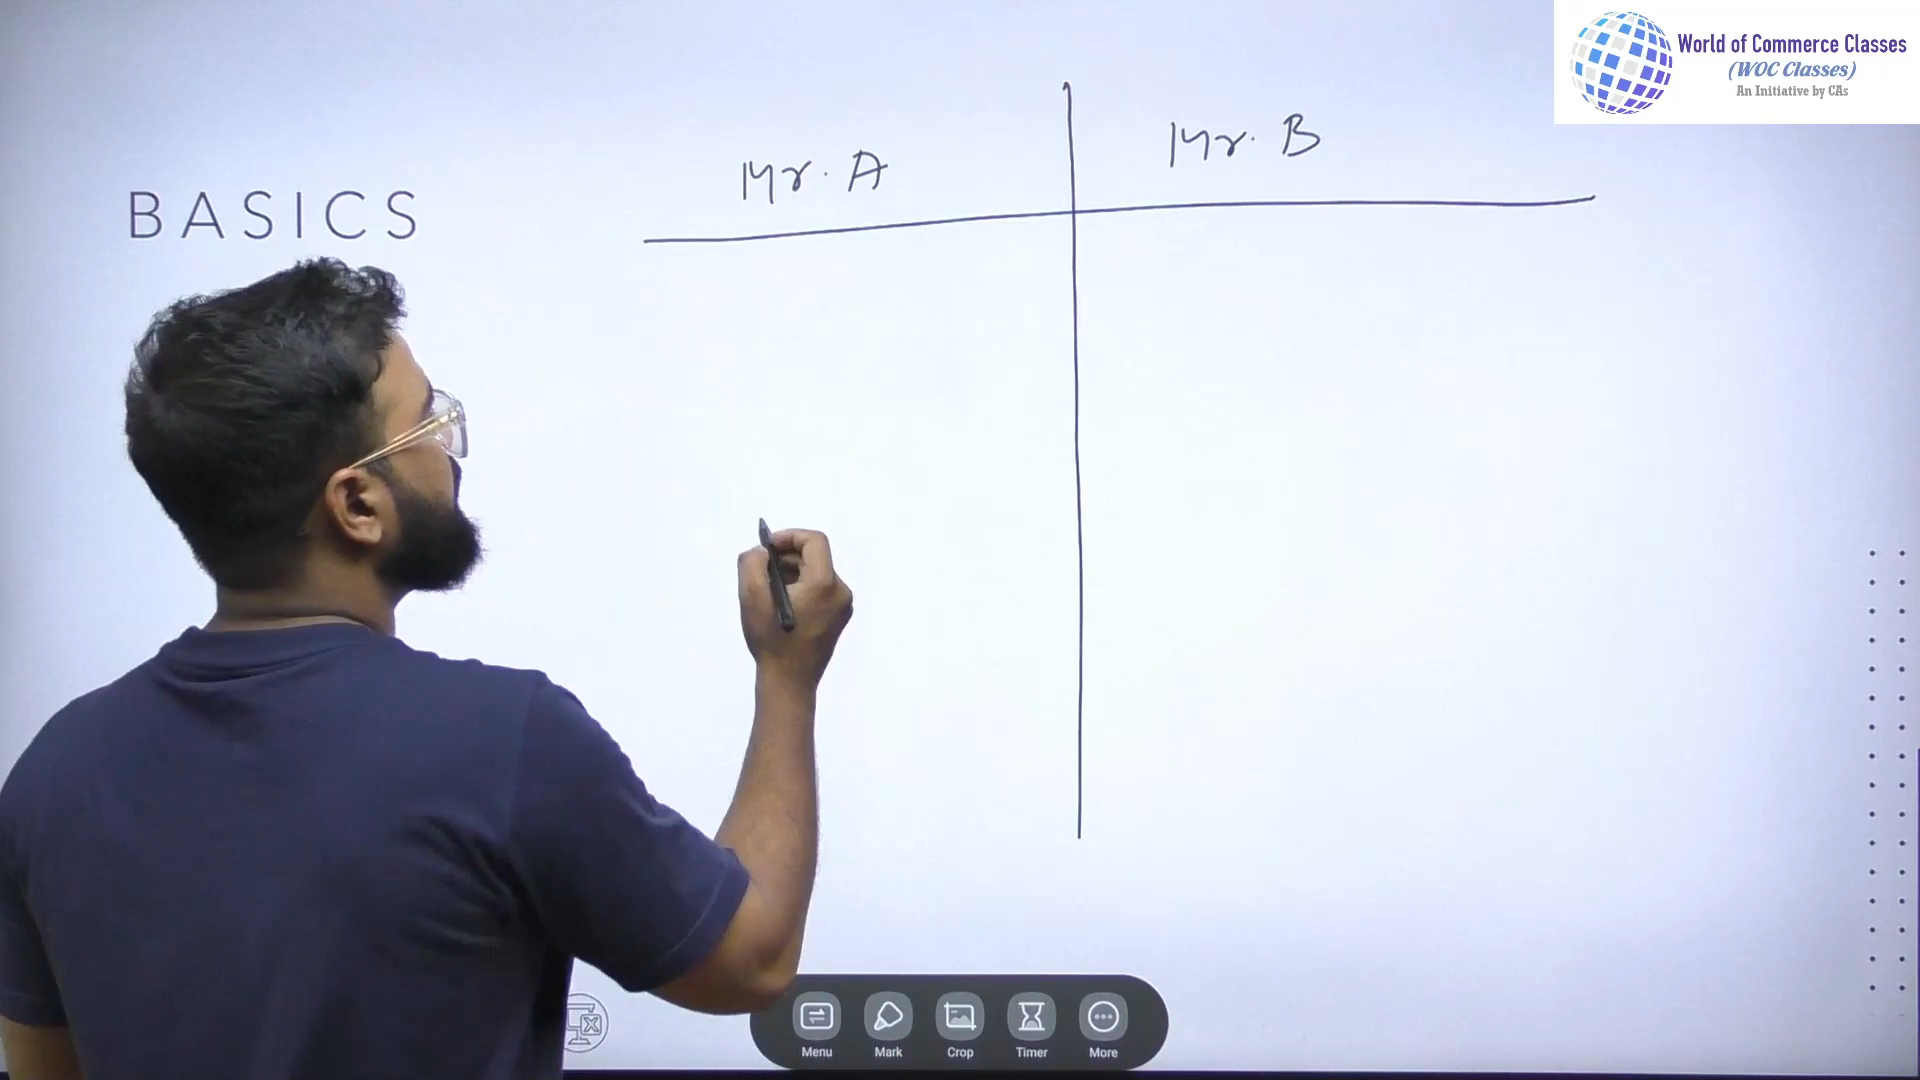 World of Commerce Classes
(WOC Classes)
An Initiative by CAs
BASICS
Mr. A
Mr. B
Menu
Mark
Crop
Timer
More